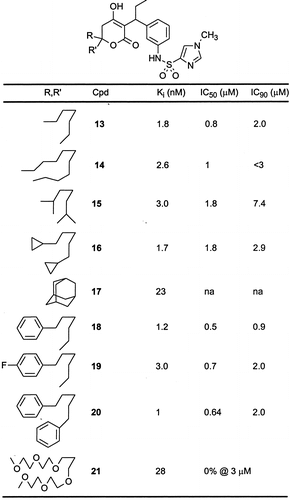 OH
R
R'
O
O
HN
S
O O
N
N
CH₃
R,R' Cpd Kᵢ (nM) IC₅₀ (µM) IC₉₀ (µM)
13 1.8 0.8 2.0
14 2.6 1 <3
15 3.0 1.8 7.4
16 1.7 1.8 2.9
17 23 na na
18 1.2 0.5 0.9
F 19 3.0 0.7 2.0
20 1 0.64 2.0
21 28 0% @ 3 µM
O O O
O O O